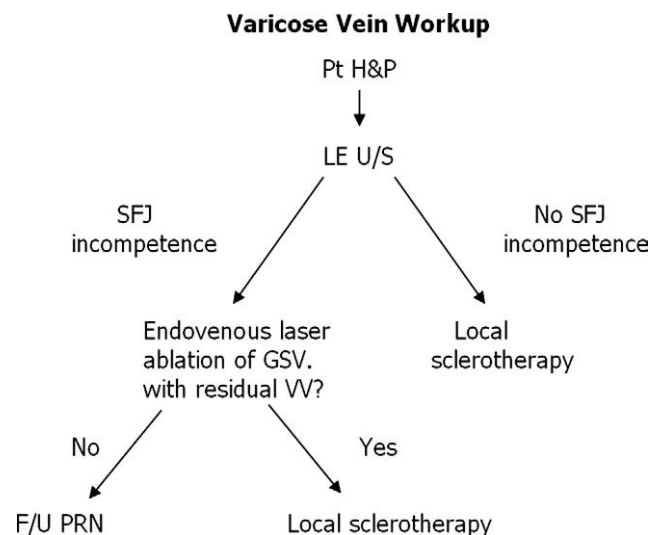 Varicose Vein Workup
Pt H&P
LE U/S
SFJ
incompetence
No SFJ
incompetence
Endovenous laser
ablation of GSV.
with residual VV?
Local
sclerotherapy
No
Yes
F/U PRN
Local sclerotherapy